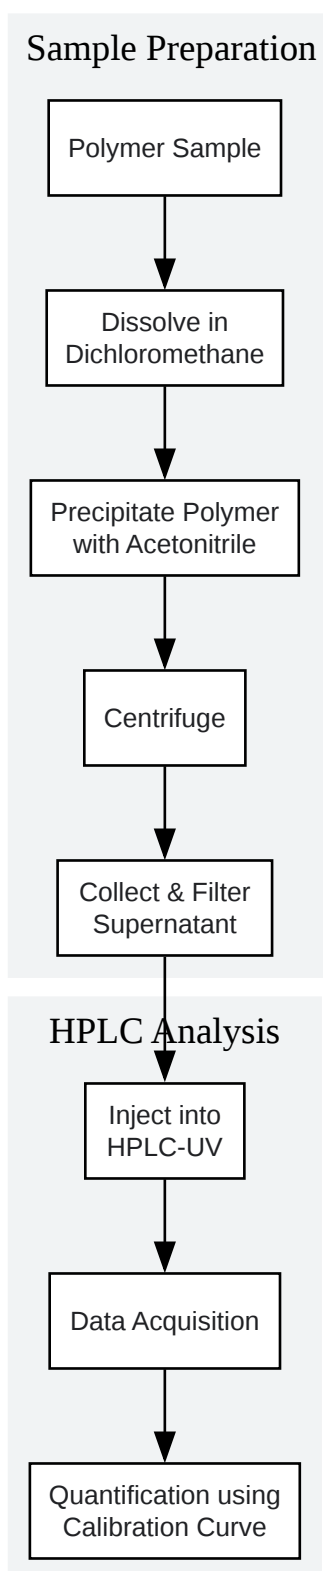 Sample Preparation
Polymer Sample
Dissolve in
Dichloromethane
Precipitate Polymer
with Acetonitrile
Centrifuge
Collect & Filter
Supernatant
HPLC Analysis
Inject into
HPLC-UV
Data Acquisition
Quantification using
Calibration Curve